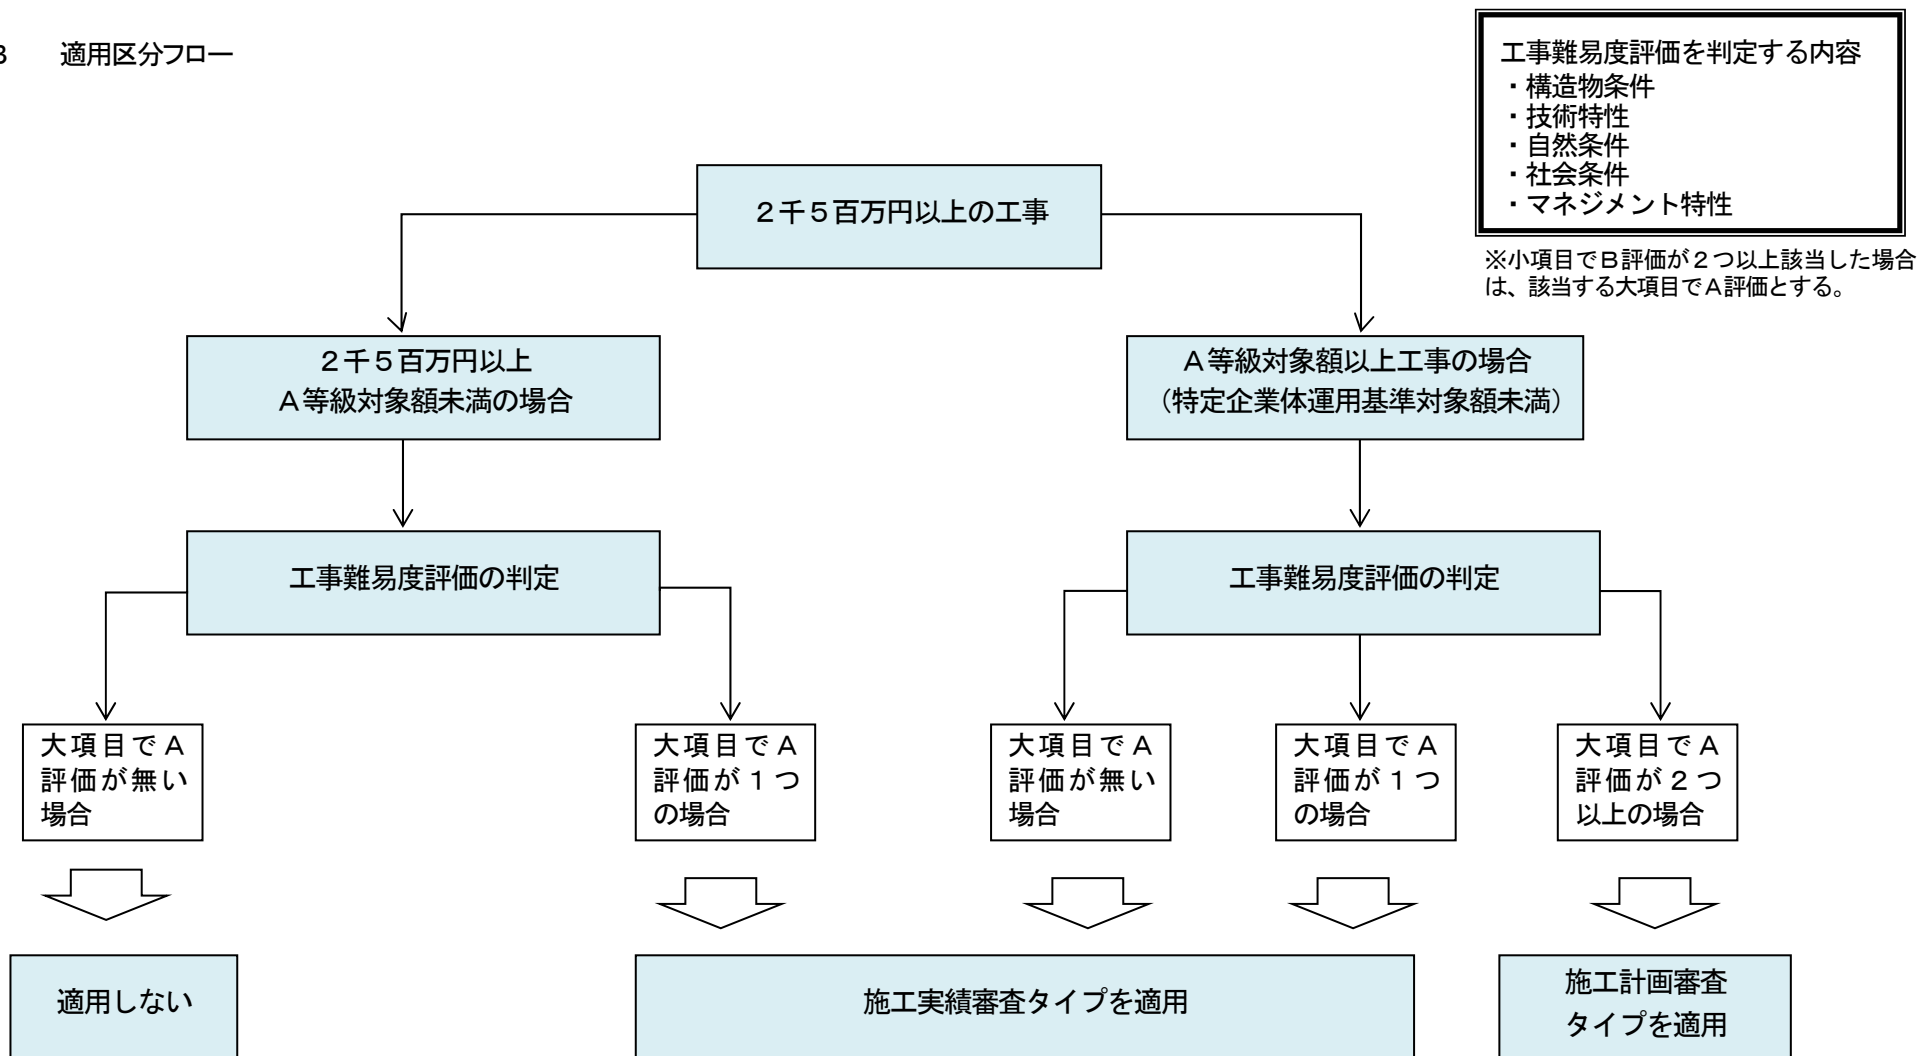 3　適用区分フロー
工事難易度評価を判定する内容
・構造物条件
・技術特性
・自然条件
・社会条件
・マネジメント特性
※小項目でB評価が2つ以上該当した場合
は、該当する大項目でA評価とする。
2千5百万円以上の工事
2千5百万円以上
A等級対象額未満の場合
A等級対象額以上工事の場合
（特定企業体運用基準対象額未満）
工事難易度評価の判定
工事難易度評価の判定
大項目でA
評価が無い
場合
大項目でA
評価が1つ
の場合
大項目でA
評価が無い
場合
大項目でA
評価が1つ
の場合
大項目でA
評価が2つ
以上の場合
適用しない
施工実績審査タイプを適用
施工計画審査
タイプを適用